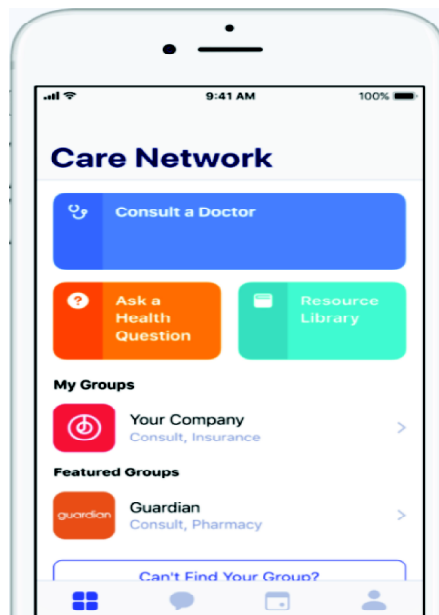 9:41 AM 100%
Care Network
Consult a Doctor
Ask a
Health
Question
Resource
Library
My Groups
Your Company
Consult, Insurance
Featured Groups
guardian
Guardian
Consult, Pharmacy
Can't Find Your Group?